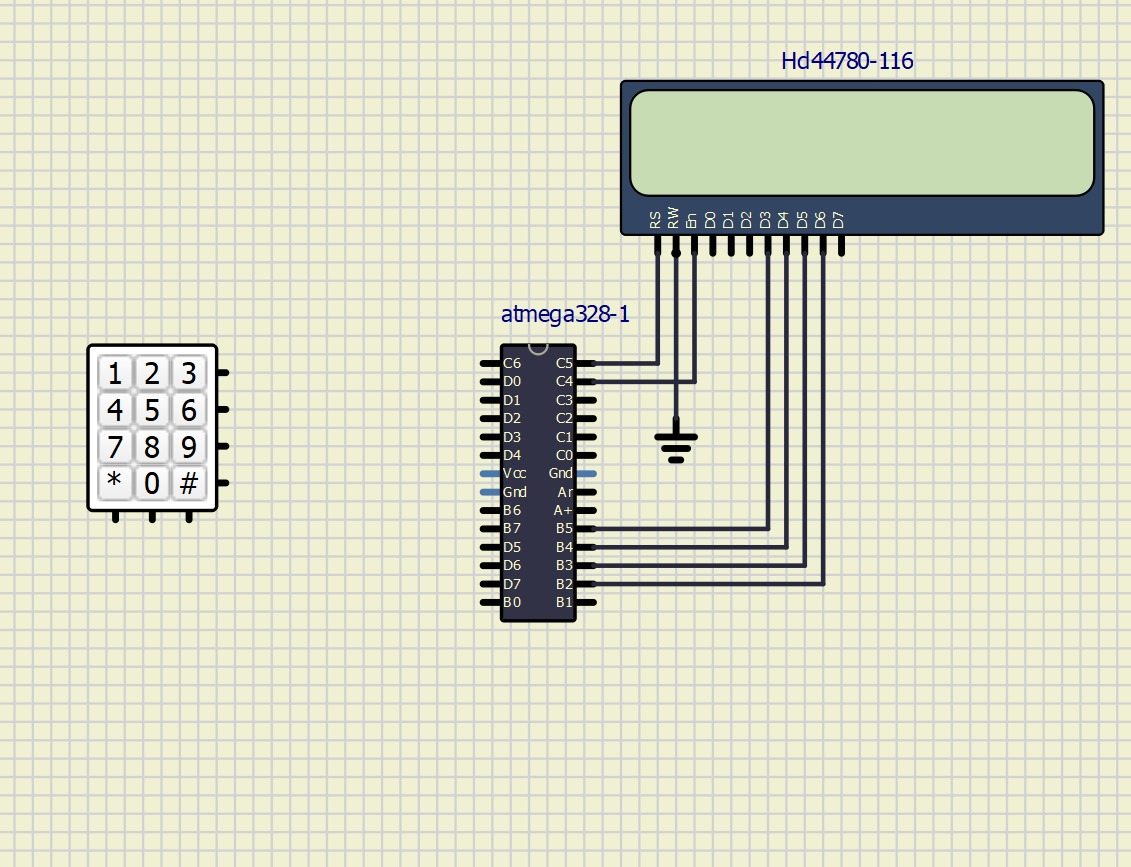 Hd44780-116
RS RW En D0 D1 D2 D3 D4 D5 D6 D7
atmega328-1
1 2 3
4 5 6
7 8 9
* 0 #
C6 C5
D0 C4
D1 C3
D2 C2
D3 C1
D4 C0
Vcc Gnd
Gnd Ar
B6 A+
B7 B5
D5 B4
D6 B3
D7 B2
B0 B1